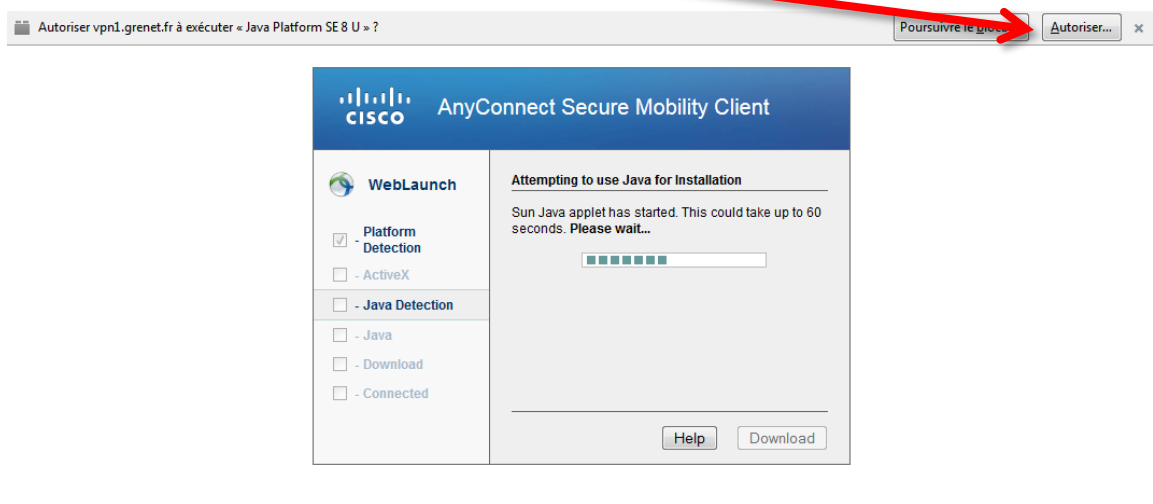 Autoriser vpn1.grenet.fr à exécuter « Java Platform SE 8 U » ?
Poursuivre le
Autoriser...
CISCO
AnyConnect Secure Mobility Client
WebLaunch
- Platform
Detection
- ActiveX
- Java Detection
- Java
- Download
- Connected
Attempting to use Java for Installation
Sun Java applet has started. This could take up to 60
seconds. Please wait...
Help
Download